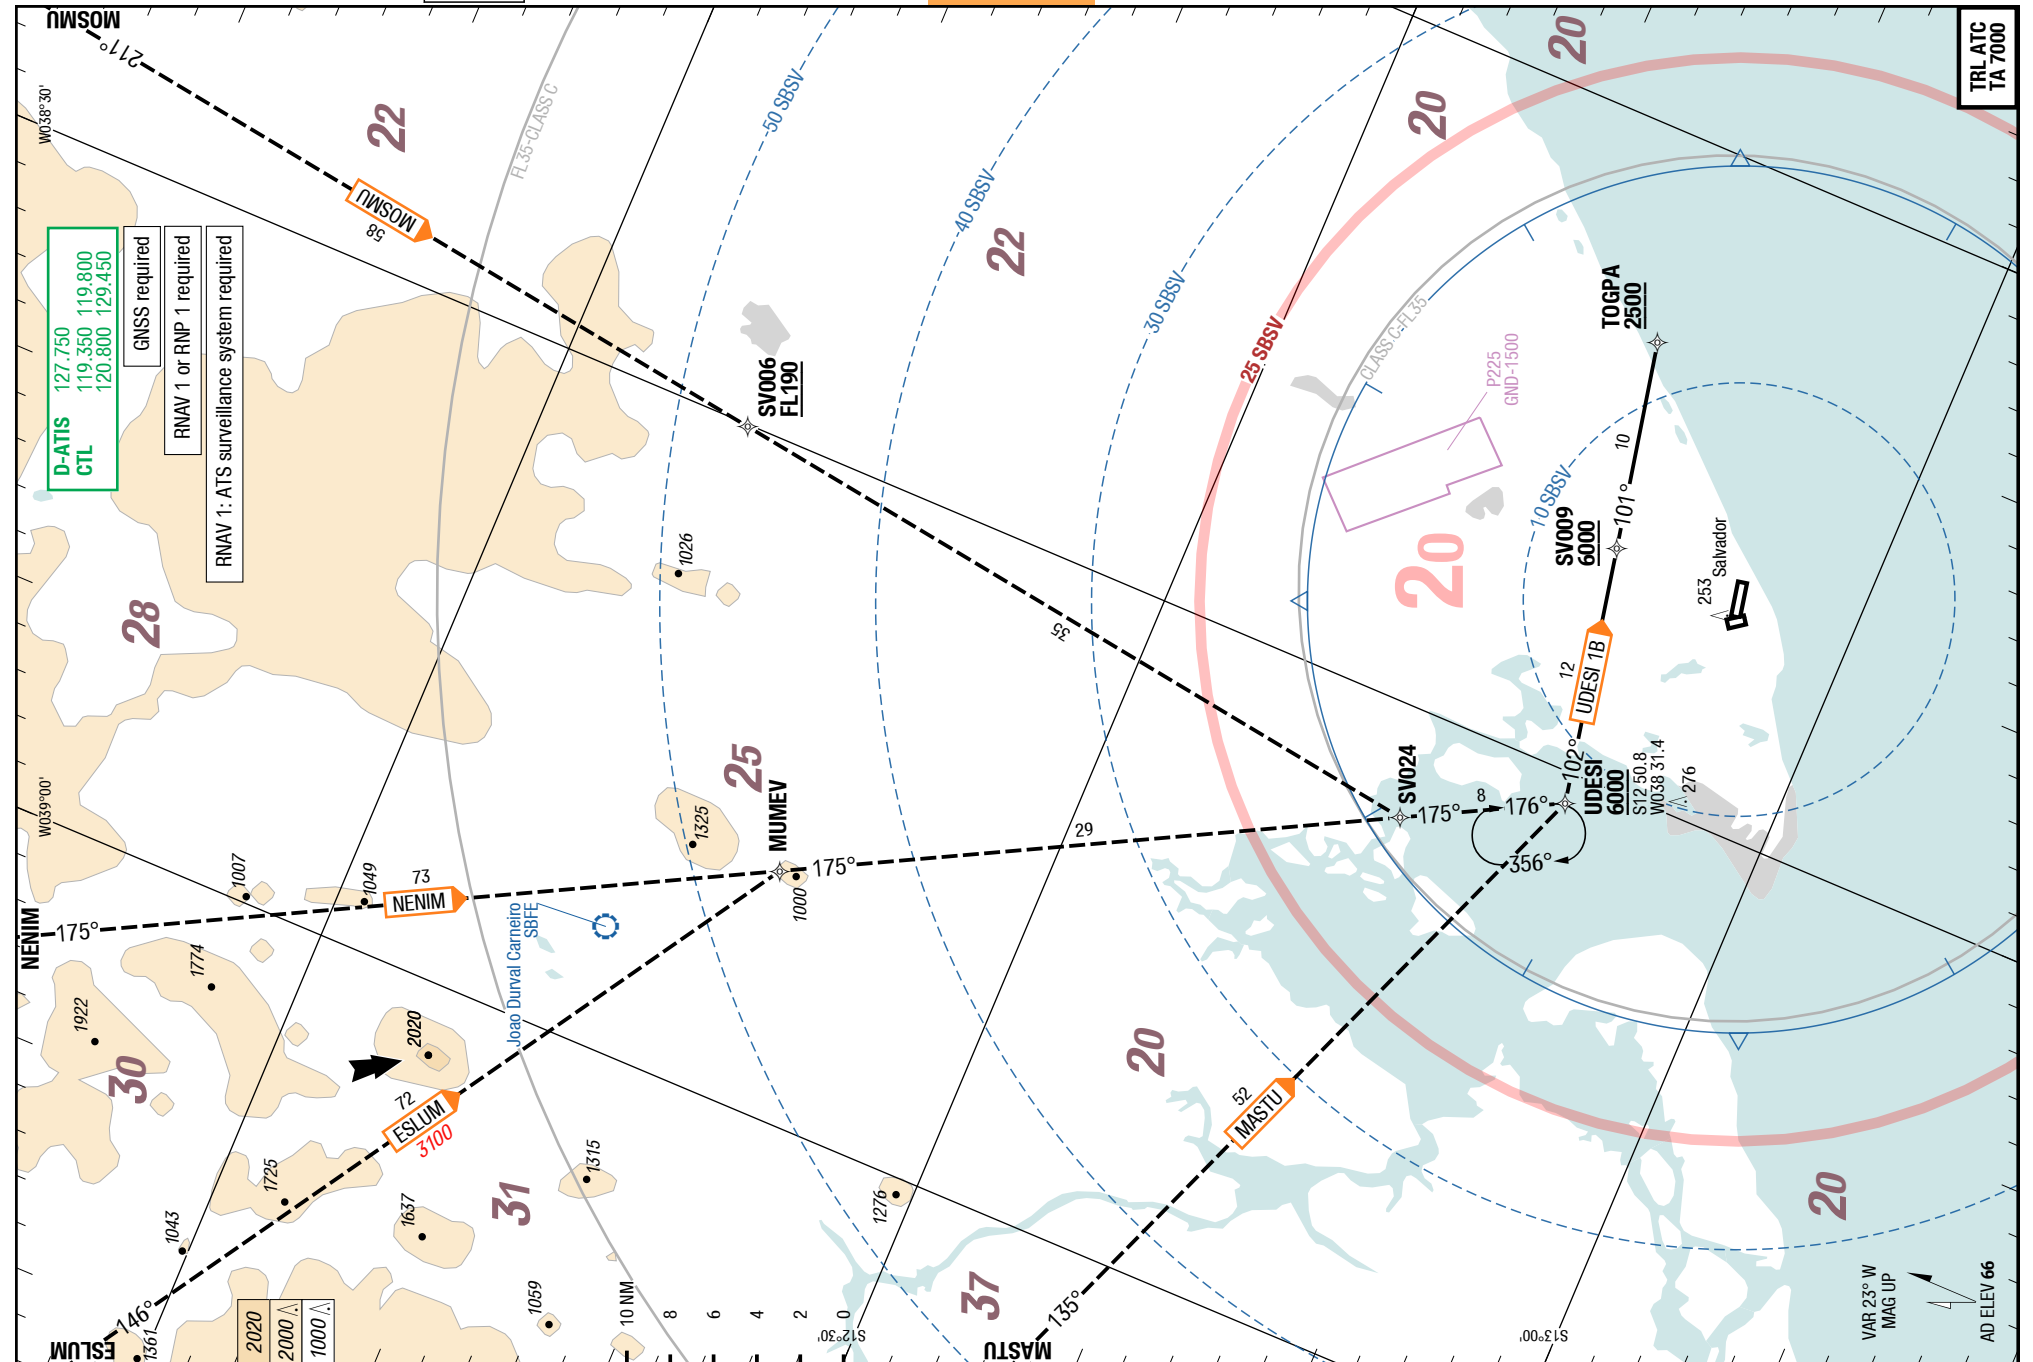 MOSMU
211°
W038°30'
22
FL35-CLASS C
50 SBSV
20
TRL ATC
TA 7000
D-ATIS 127.750
CTL 119.350 119.800
120.800 129.450
GNSS required
RNAV 1 or RNP 1 required
RNAV 1: ATS surveillance system required
MOSMU
58
40 SBSV
22
20
30 SBSV
25 SBSV
CLASS C-FL35
P225
GND-1500
TOGPA
2500
SV006
FL190
10
101°
10 SBSV
SV009
6000
20
28
1026
35
253
Salvador
12
UDESI 1B
102°
W039°00'
25
1325
MUMEV
SV024
175°
8
176°
UDESI
6000
S12 50.8
W038 31.4
276
356°
1007
1049
73
NENIM
175°
29
1000
NENIM
175°
Joao Durval Carneiro
SBFE
1774
1922
30
2020
72
ESLUM
3100
20
52
MASTU
1725
1637
1043
31
1315
1276
20
37
135°
MASTU
1059
10 NM
8
6
4
2
0
S12°30'
S13°00'
146°
ESLUM
1361
2020
2000
1000
VAR 23° W
MAG UP
AD ELEV 66